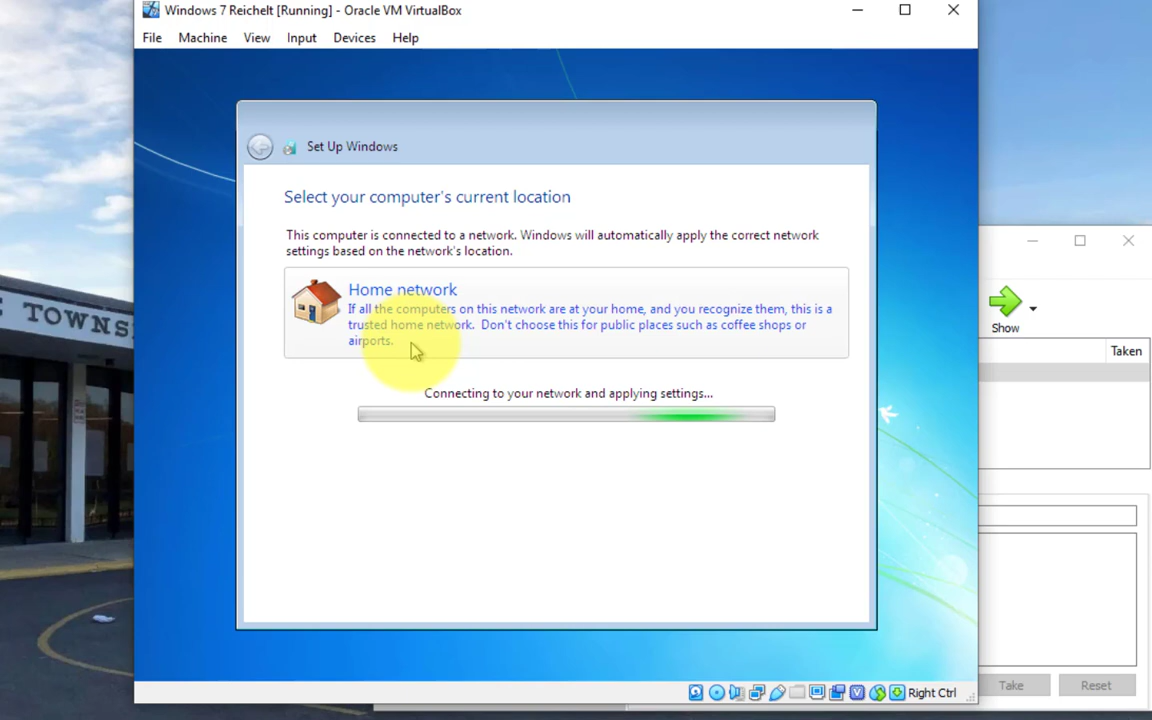 Windows 7 Reichelt [Running] - Oracle VM VirtualBox
File Machine View Input Devices Help
Set Up Windows
Select your computer's current location
This computer is connected to a network. Windows will automatically apply the correct network
settings based on the network's location.
Home network
If all the computers on this network are at your home, and you recognize them, this is a
trusted home network. Don't choose this for public places such as coffee shops or
airports.
Connecting to your network and applying settings...
Right Ctrl
TOWNS
Show
Taken
Take Reset